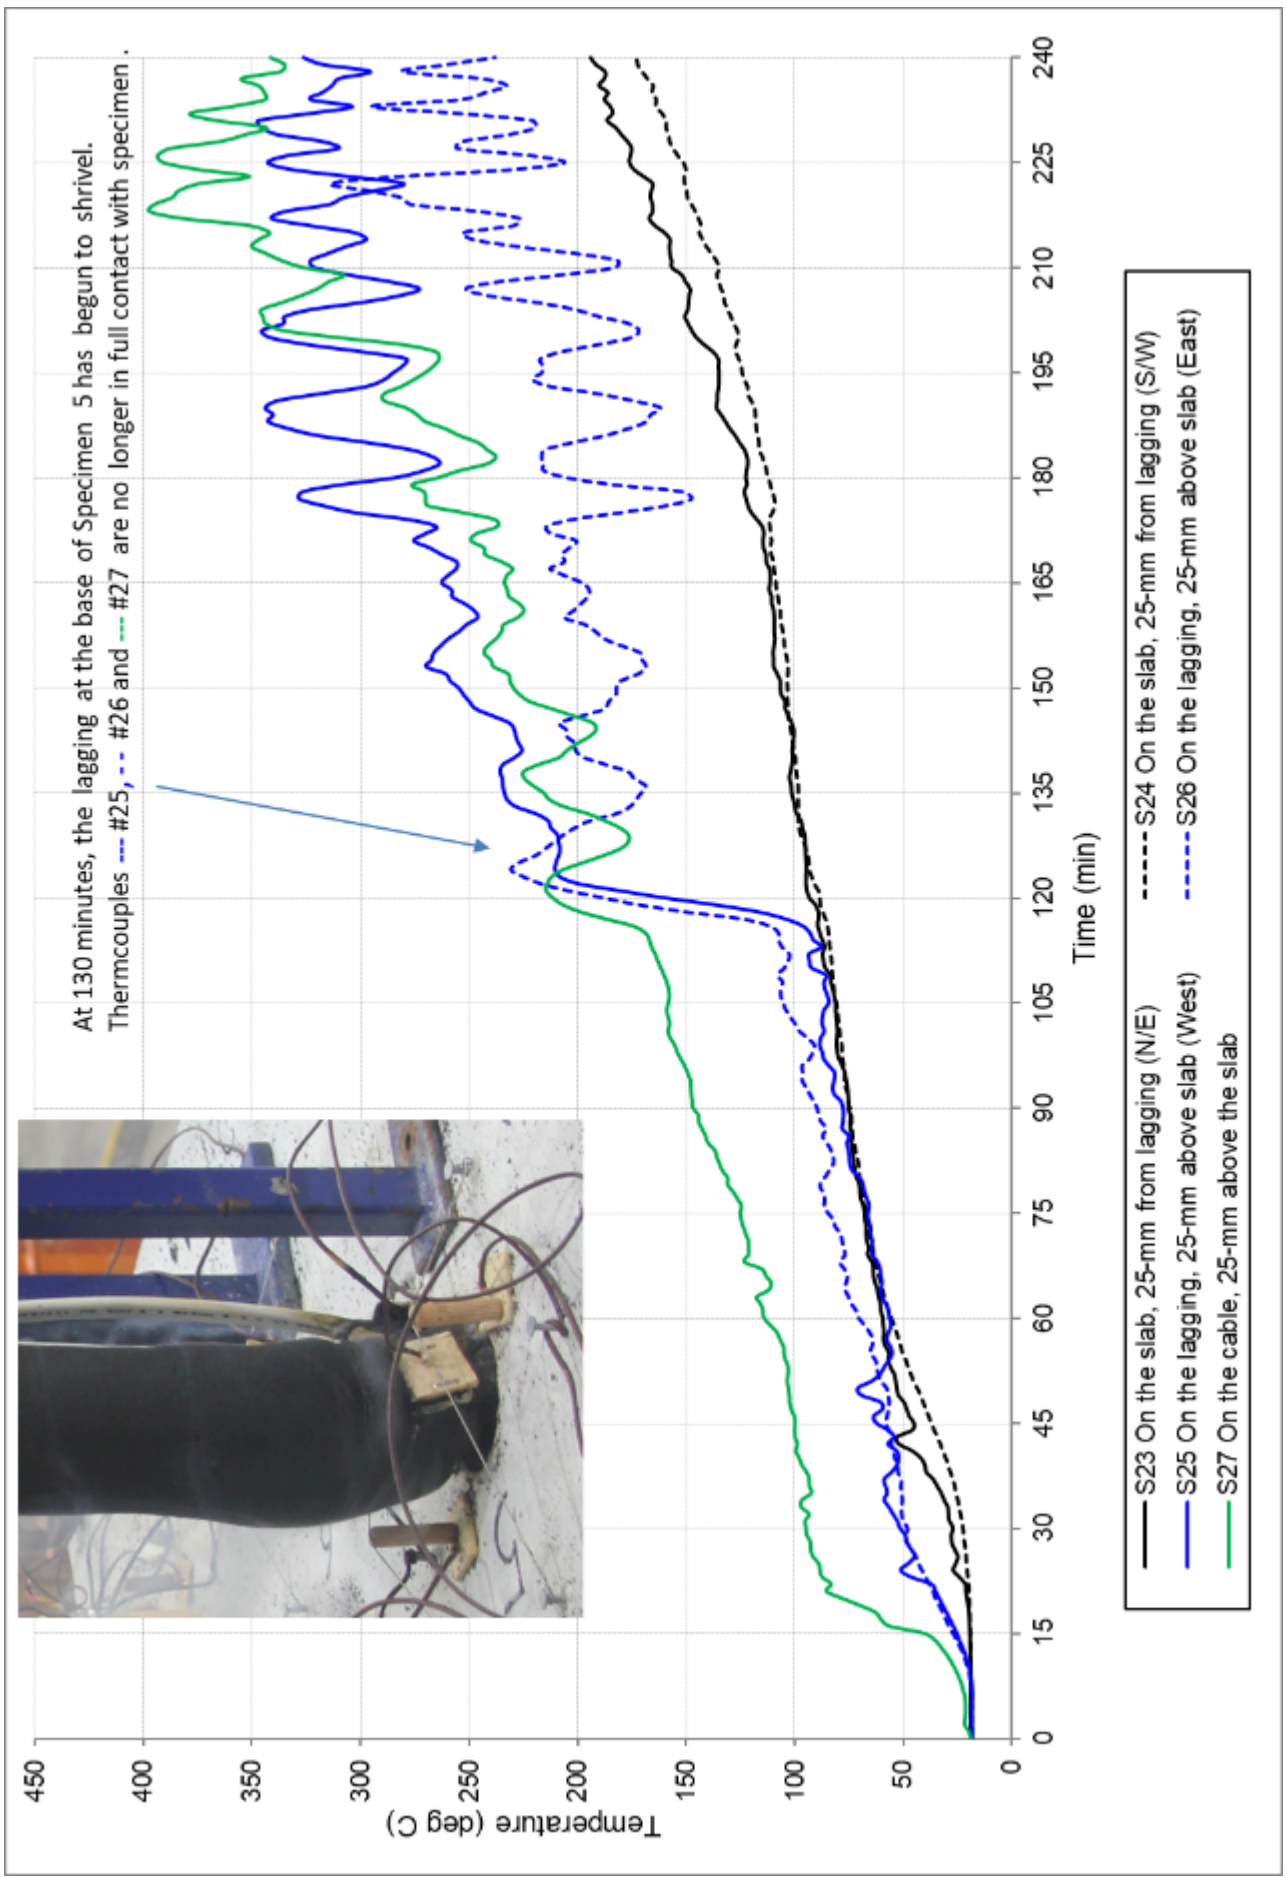 At 130 minutes, the lagging at the base of Specimen 5 has begun to shrivel.
Thermcouples --- #25, -- #26 and --- #27 are no longer in full contact with specimen .
Temperature (deg C)
450
400
350
300
250
200
150
100
50
0
0 15 30 45 60 75 90 105 120 135 150 165 180 195 210 225 240
Time (min)
S23 On the slab, 25-mm from lagging (N/E)
S24 On the slab, 25-mm from lagging (S/W)
S25 On the lagging, 25-mm above slab (West)
S26 On the lagging, 25-mm above slab (East)
S27 On the cable, 25-mm above the slab